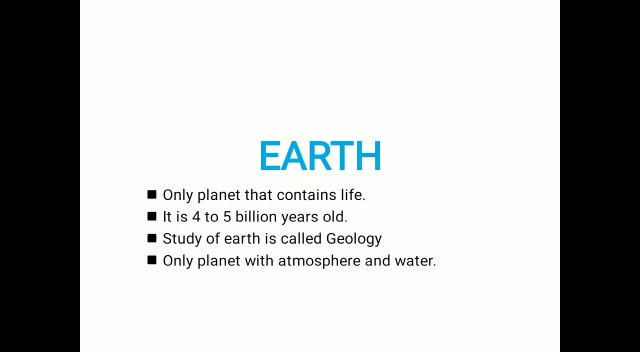 EARTH
Only planet that contains life.
It is 4 to 5 billion years old.
Study of earth is called Geology
Only planet with atmosphere and water.